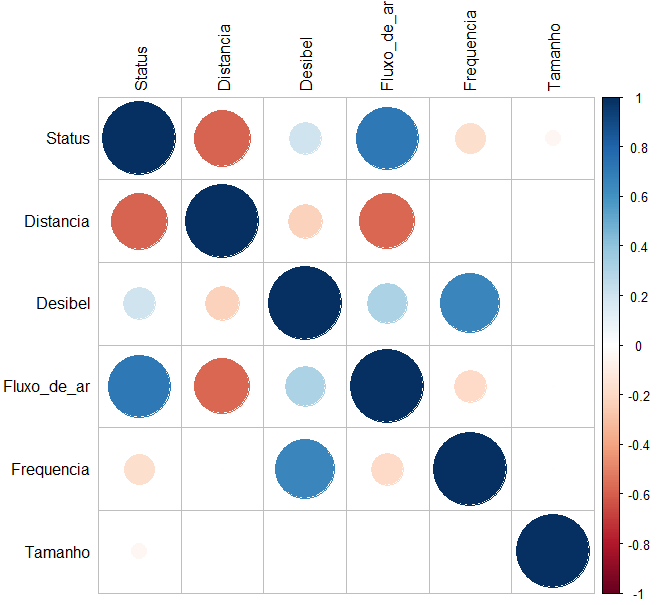 Status
Distancia
Desibel
Fluxo_de_ar
Frequencia
Tamanho
Status
Distancia
Desibel
Fluxo_de_ar
Frequencia
Tamanho
1
0.8
0.6
0.4
0.2
0
-0.2
-0.4
-0.6
-0.8
-1